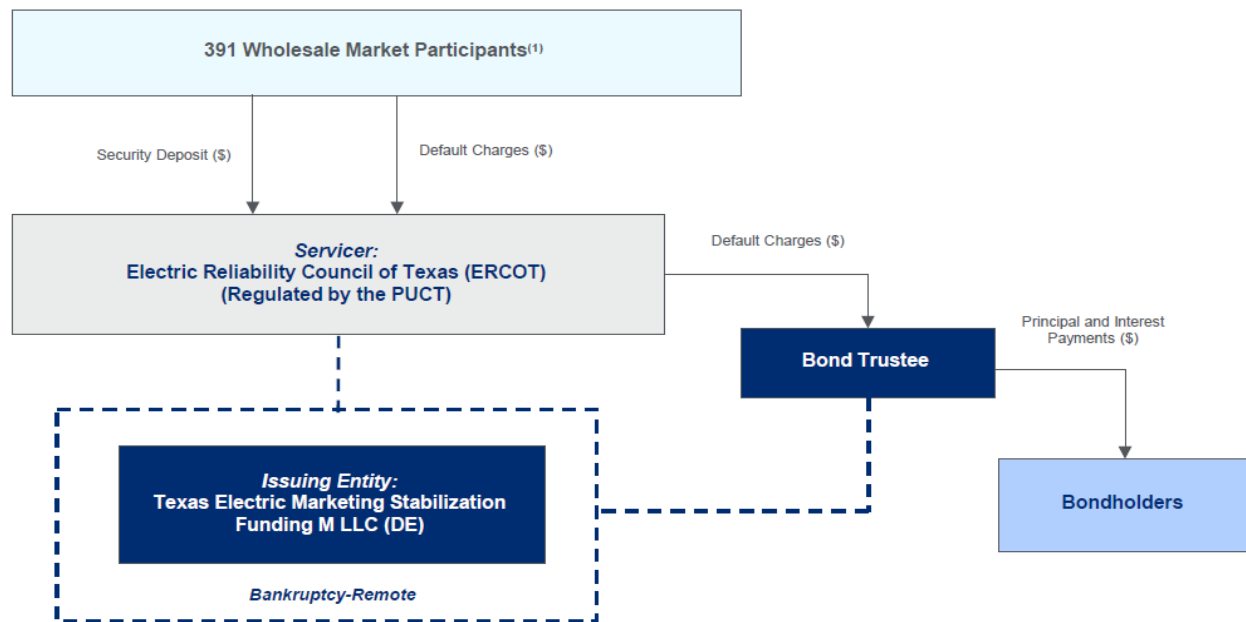 391 Wholesale Market Participants⁽¹⁾
Security Deposit ($)
Default Charges ($)
Servicer:
Electric Reliability Council of Texas (ERCOT)
(Regulated by the PUCT)
Default Charges ($)
Principal and Interest
Payments ($)
Bond Trustee
Issuing Entity:
Texas Electric Marketing Stabilization
Funding M LLC (DE)
Bondholders
Bankruptcy-Remote